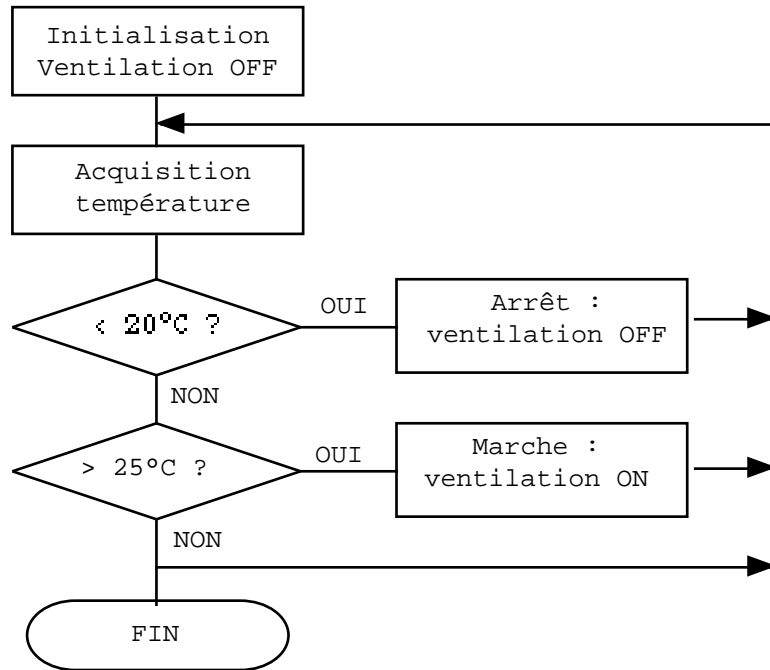 Initialisation
Ventilation OFF
Acquisition
température
< 20°C ?
OUI
Arrêt :
ventilation OFF
NON
> 25°C ?
OUI
Marche :
ventilation ON
NON
FIN